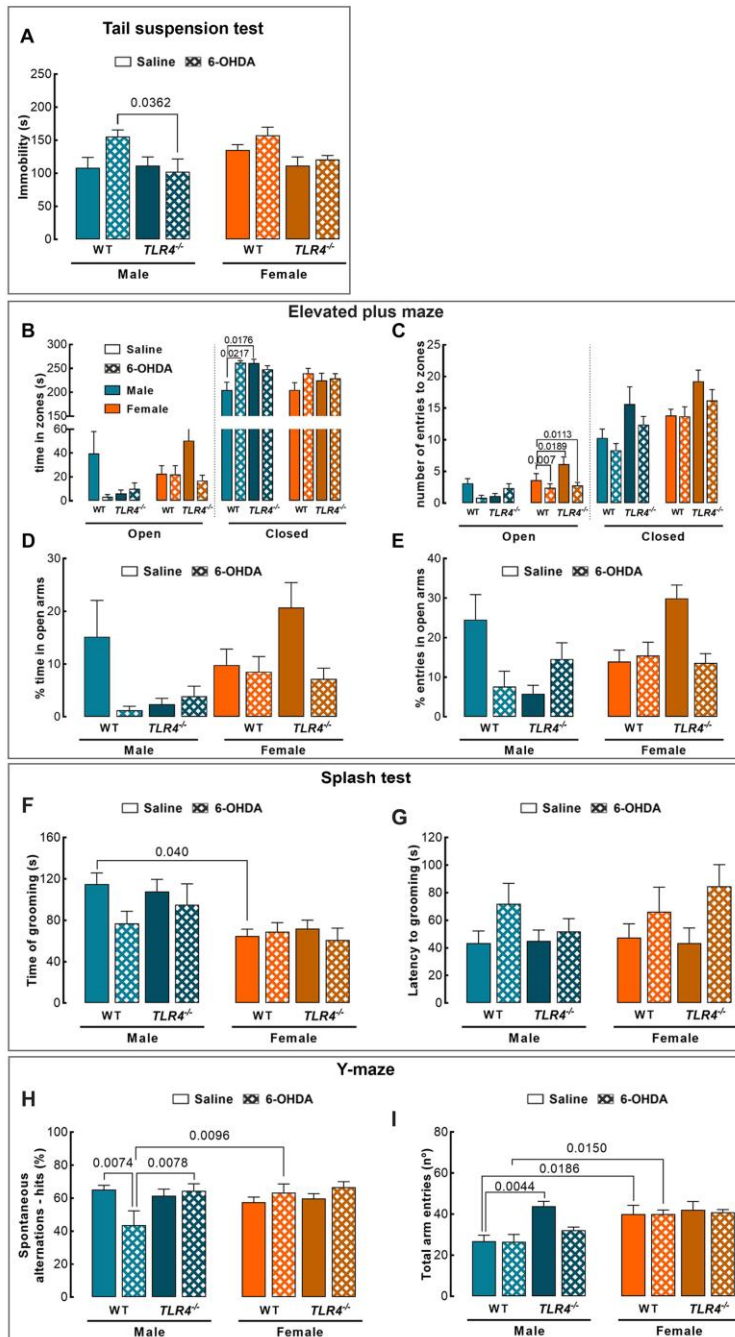 A
Tail suspension test
Saline 6-OHDA
Immobility (s)
250
200
150
100
50
0
0.0362
WT TLR4-/- WT TLR4-/-
Male Female
Elevated plus maze
B
Saline
6-OHDA
Male
Female
time in zones (s)
300
250
200
60
40
20
0
0.0176
0.0217
WT TLR4-/- WT TLR4-/- WT TLR4-/- WT TLR4-/-
Open Closed
C
number of entries to zones
25
20
15
10
5
0
0.0113
0.0189
0.007
WT TLR4-/- WT TLR4-/- WT TLR4-/- WT TLR4-/-
Open Closed
D
Saline 6-OHDA
% time in open arms
30
20
10
0
WT TLR4-/- WT TLR4-/-
Male Female
E
Saline 6-OHDA
% entries in open arms
40
30
20
10
0
WT TLR4-/- WT TLR4-/-
Male Female
Splash test
F
Saline 6-OHDA
Time of grooming (s)
160
120
80
40
0
0.040
WT TLR4-/- WT TLR4-/-
Male Female
G
Saline 6-OHDA
Latency to grooming (s)
120
100
80
60
40
20
0
WT TLR4-/- WT TLR4-/-
Male Female
Y-maze
H
Saline 6-OHDA
Spontaneous
alternations - hits (%)
100
80
60
40
20
0
0.0096
0.0074 0.0078
WT TLR4-/- WT TLR4-/-
Male Female
I
Saline 6-OHDA
Total arm entries (nº)
80
60
40
20
0
0.0150
0.0186
0.0044
WT TLR4-/- WT TLR4-/-
Male Female